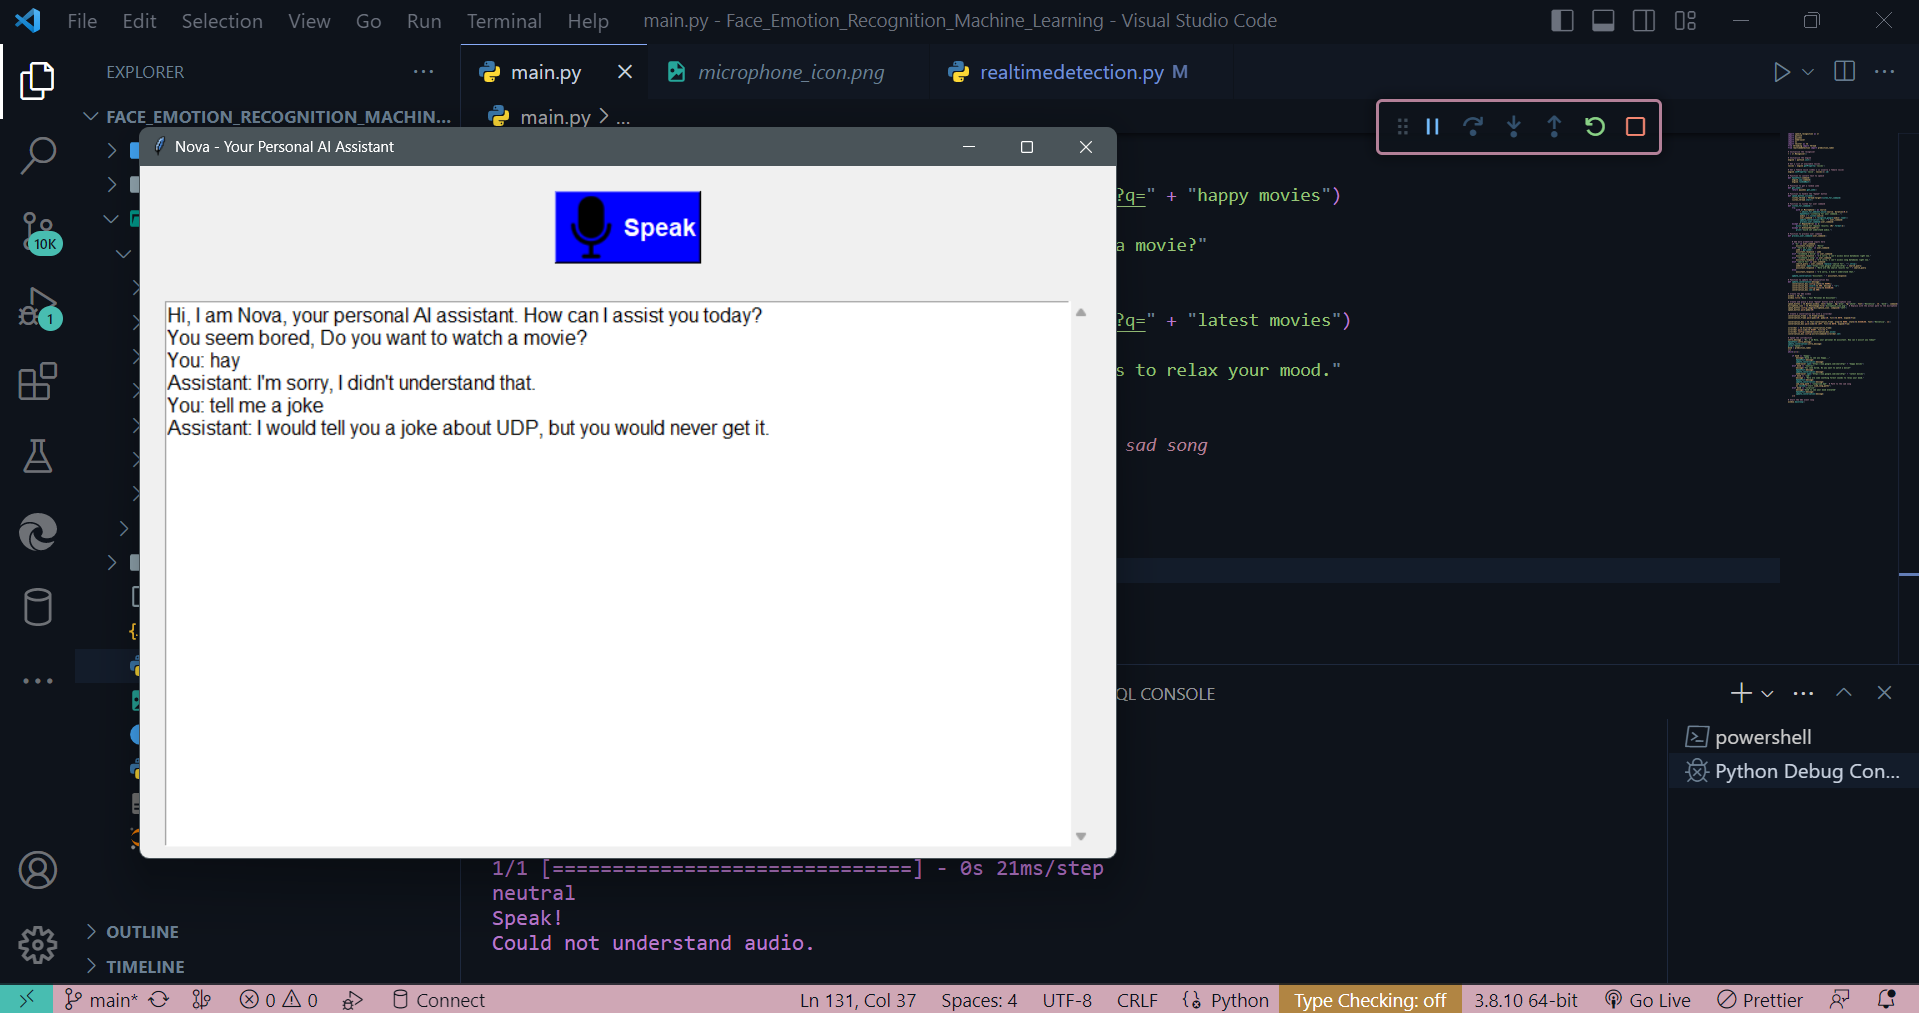 File Edit Selection View Go Run Terminal Help main.py - Face_Emotion_Recognition_Machine_Learning - Visual Studio Code
EXPLORER
main.py microphone_icon.png realtimedetection.py M
FACE_EMOTION_RECOGNITION_MACHIN...
main.py > ...
Nova - Your Personal AI Assistant
Speak
Hi, I am Nova, your personal AI assistant. How can I assist you today?
You seem bored, Do you want to watch a movie?
You: hay
Assistant: I'm sorry, I didn't understand that.
You: tell me a joke
Assistant: I would tell you a joke about UDP, but you would never get it.
?q=" + "happy movies")
a movie?"
?q=" + "latest movies")
s to relax your mood."
sad song
10K
1
QL CONSOLE
powershell
Python Debug Con...
1/1 [==============================] - 0s 21ms/step
neutral
Speak!
Could not understand audio.
OUTLINE
TIMELINE
main* 0 0 Connect Ln 131, Col 37 Spaces: 4 UTF-8 CRLF Python Type Checking: off 3.8.10 64-bit Go Live Prettier